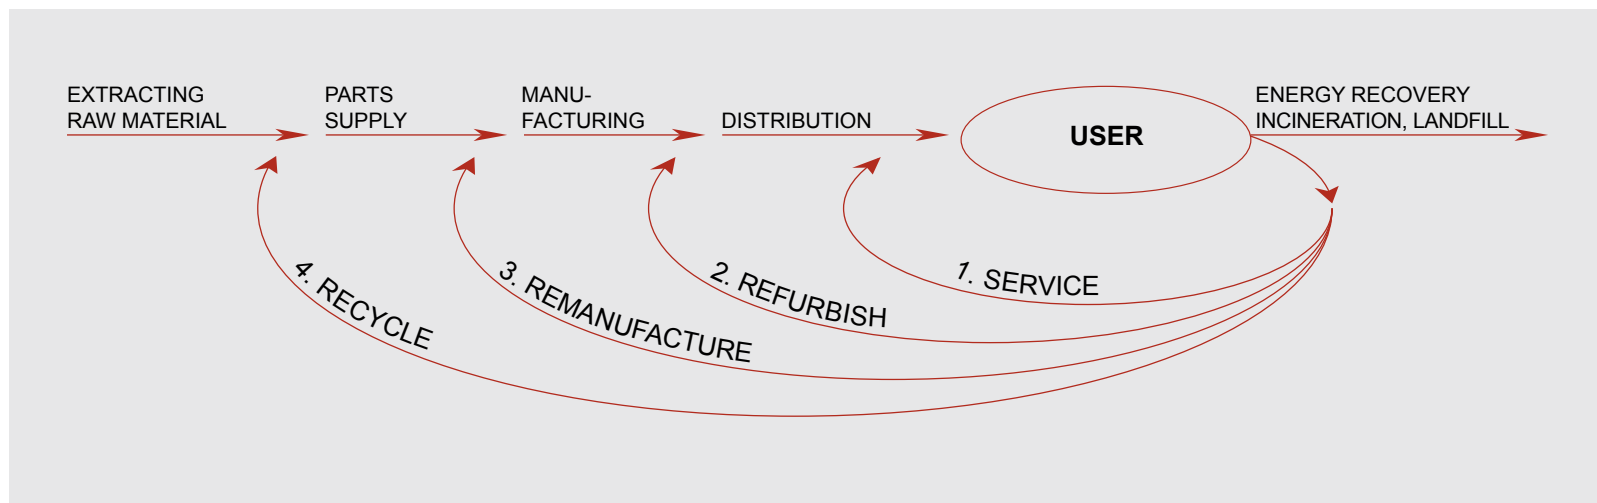 EXTRACTING
RAW MATERIAL
PARTS
SUPPLY
MANU-
FACTURING
DISTRIBUTION
USER
ENERGY RECOVERY
INCINERATION, LANDFILL
1. SERVICE
2. REFURBISH
3. REMANUFACTURE
4. RECYCLE